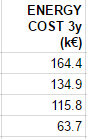 ENERGY
COST 3y
(k€)
164.4
134.9
115.8
63.7